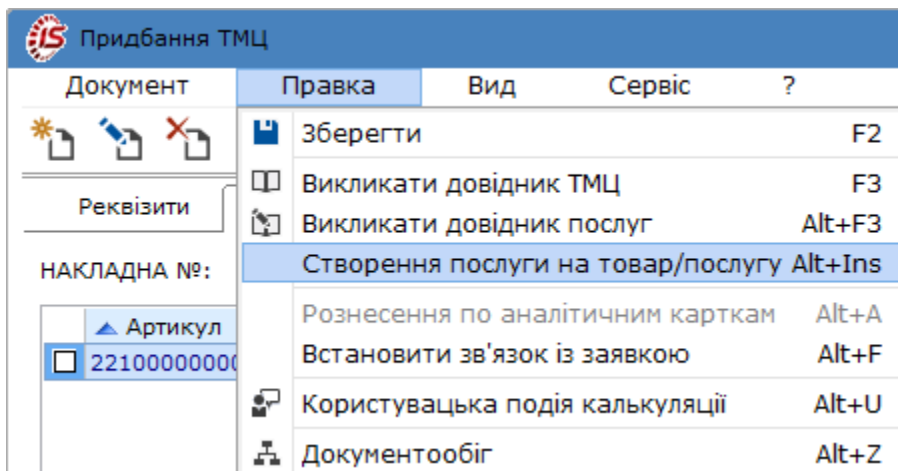 iS Придбання ТМЦ
Документ Правка Вид Сервіс ?
Зберегти F2
Викликати довідник ТМЦ F3
Реквізити
Викликати довідник послуг Alt+F3
НАКЛАДНА №:
Створення послуги на товар/послугу Alt+Ins
Рознесення по аналітичним карткам Alt+A
Артикул
Встановити зв'язок із заявкою Alt+F
Користувацька подія калькуляції Alt+U
Документообіг Alt+Z